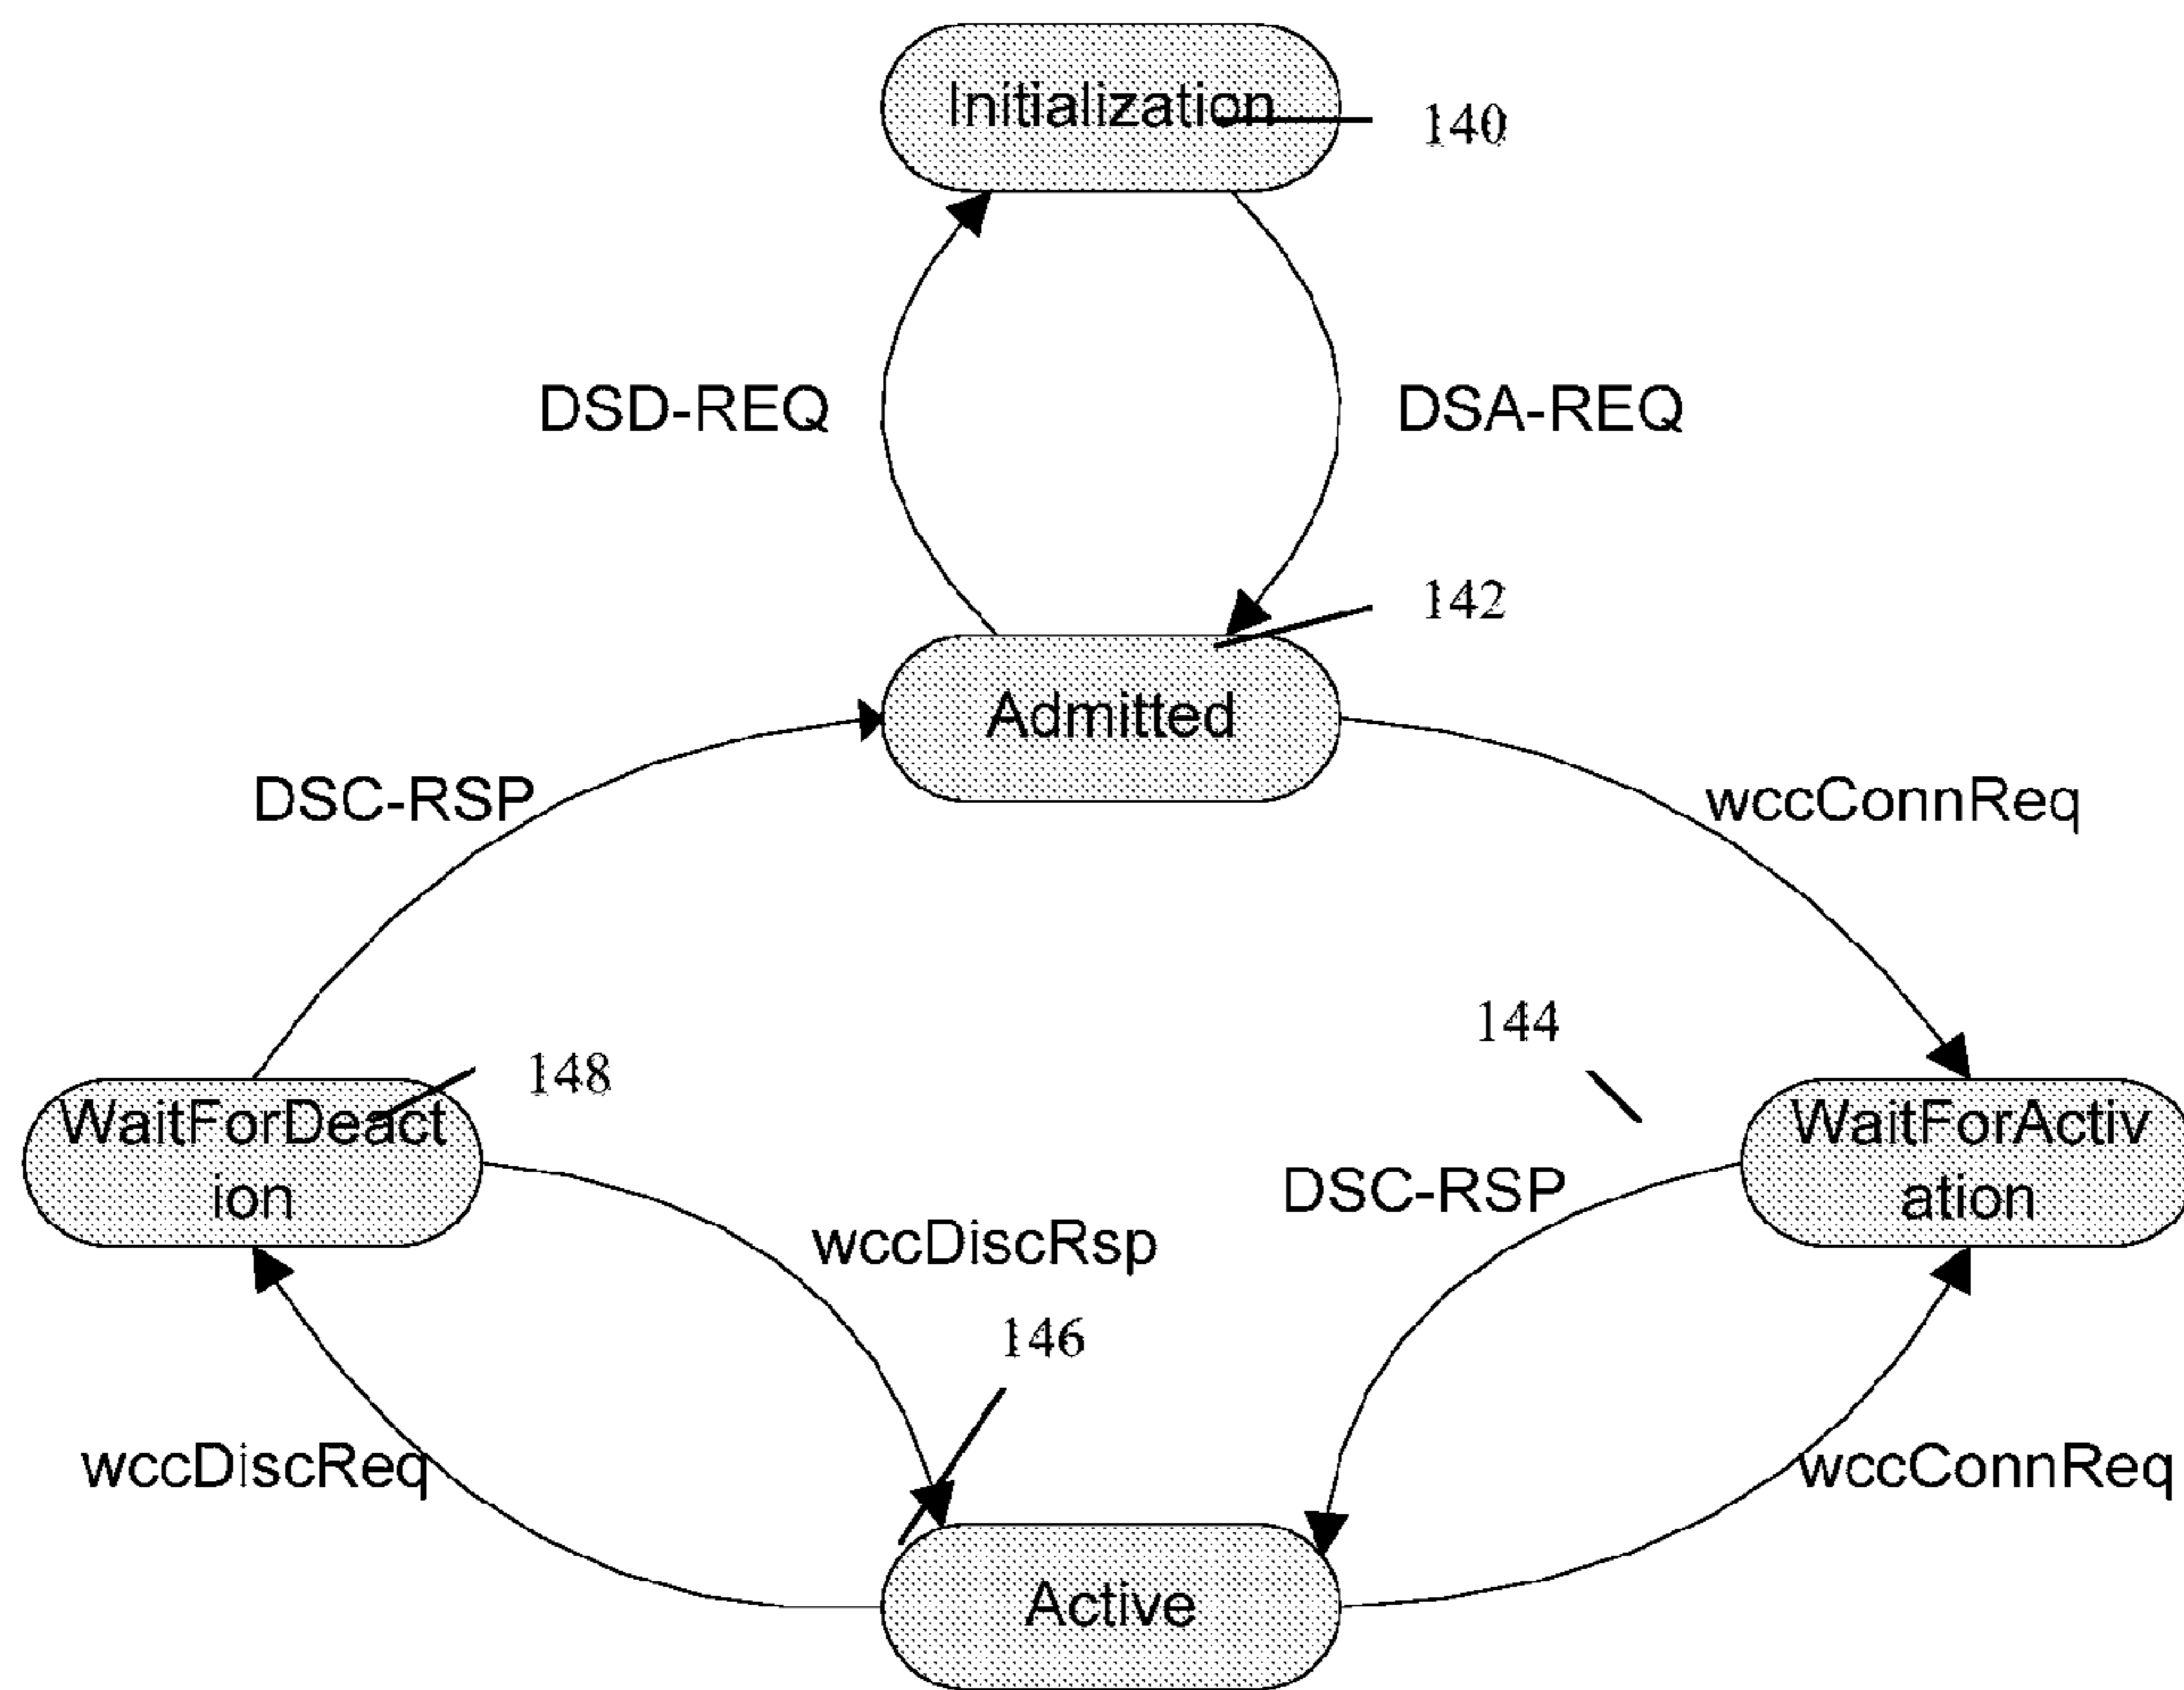 Initialization
140
DSD-REQ
DSA-REQ
142
Admitted
DSC-RSP
wccConnReq
144
148
WaitForDeact
ion
WaitForActiv
ation
DSC-RSP
wccDiscRsp
146
wccDiscReq
wccConnReq
Active